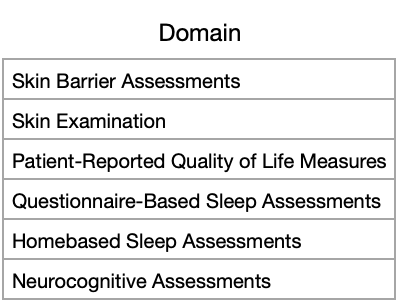 Domain
Skin Barrier Assessments
Skin Examination
Patient-Reported Quality of Life Measures
Questionnaire-Based Sleep Assessments
Homebased Sleep Assessments
Neurocognitive Assessments